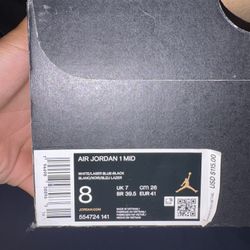 AIR JORDAN 1 MID
WHITE/LASER BLUE-BLACK
BLANC/NOIR/BLEU LAZER
USD $115.00
8
UK 7
CM 26
BR 39.5
EUR 41
JORDAN.COM
554724 141